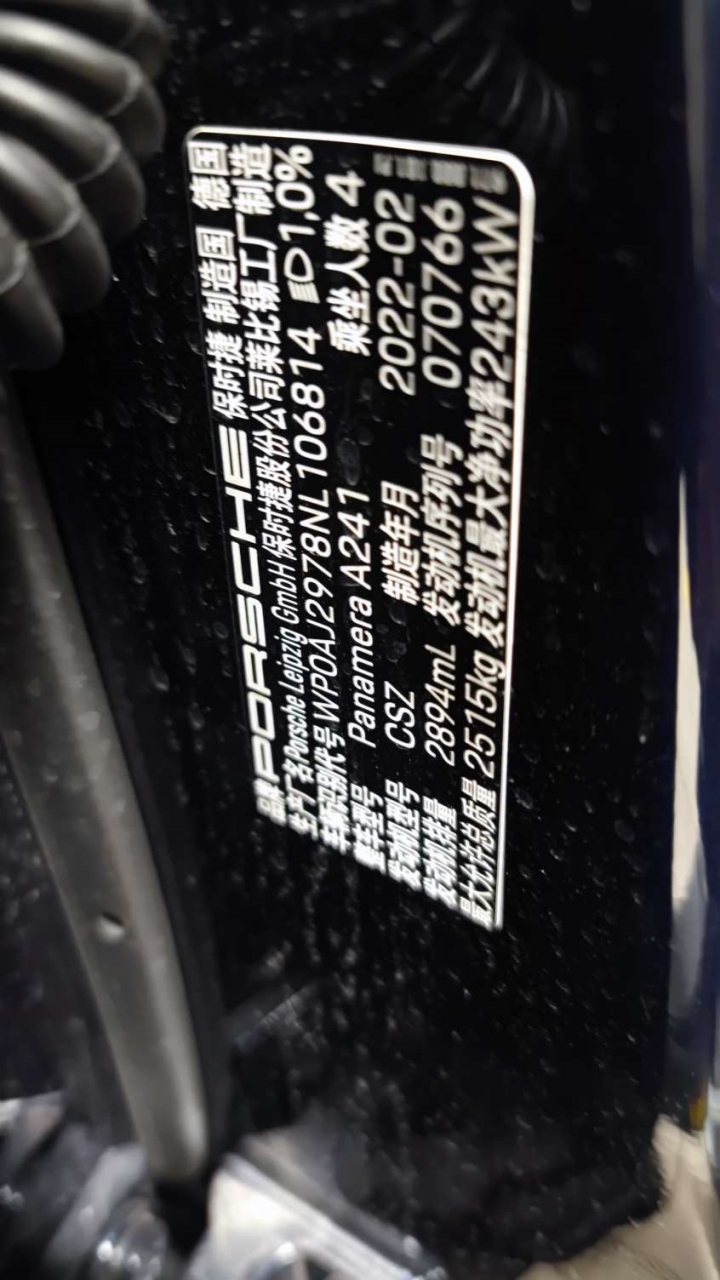 品牌 PORSCHE 保时捷 制造国 德国
生产厂名 Porsche Leipzig GmbH 保时捷股份公司莱比锡工厂制造
车辆识别代号 WP0AJ2978NL106814 1,0%
整车型号 Panamera A241 乘坐人数 4
发动机型号 CSZ 制造年月 2022-02
发动机排量 2894mL 发动机序列号 070766
最大允许总质量 2515kg 发动机最大净功率 243kW